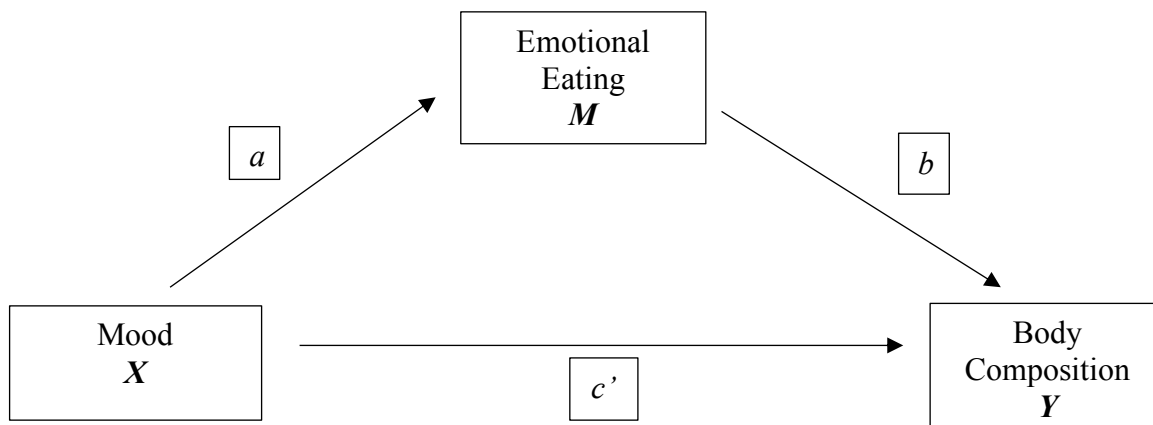 Emotional
Eating
M
a
b
Mood
X
c’
Body
Composition
Y